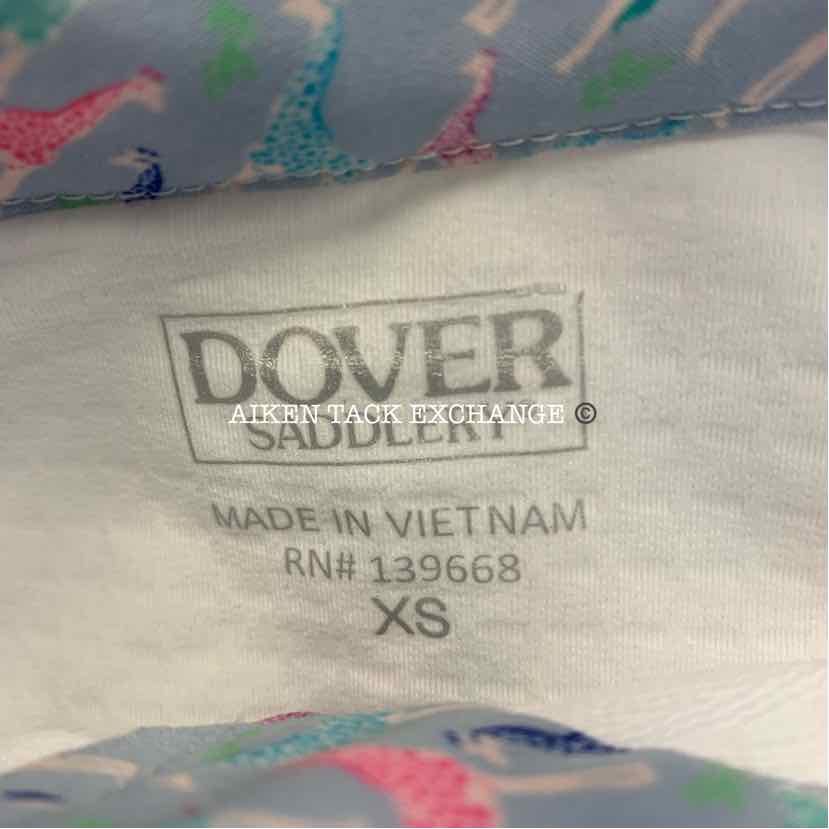 DOVER
AIKEN TACK EXCHANGE ©
SADDLERY
MADE IN VIETNAM
RN# 139668
XS